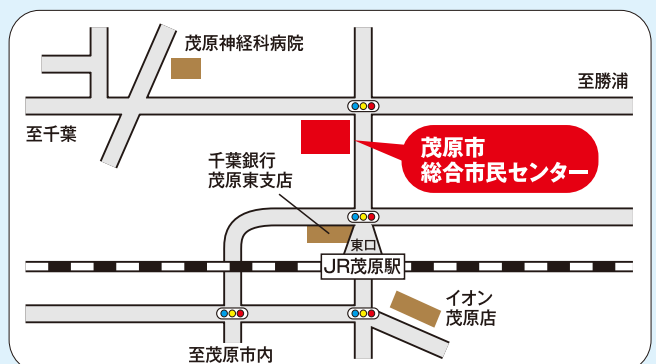 茂原神経科病院
至勝浦
至千葉
茂原市
総合市民センター
千葉銀行
茂原東支店
東口
JR茂原駅
イオン
茂原店
至茂原市内